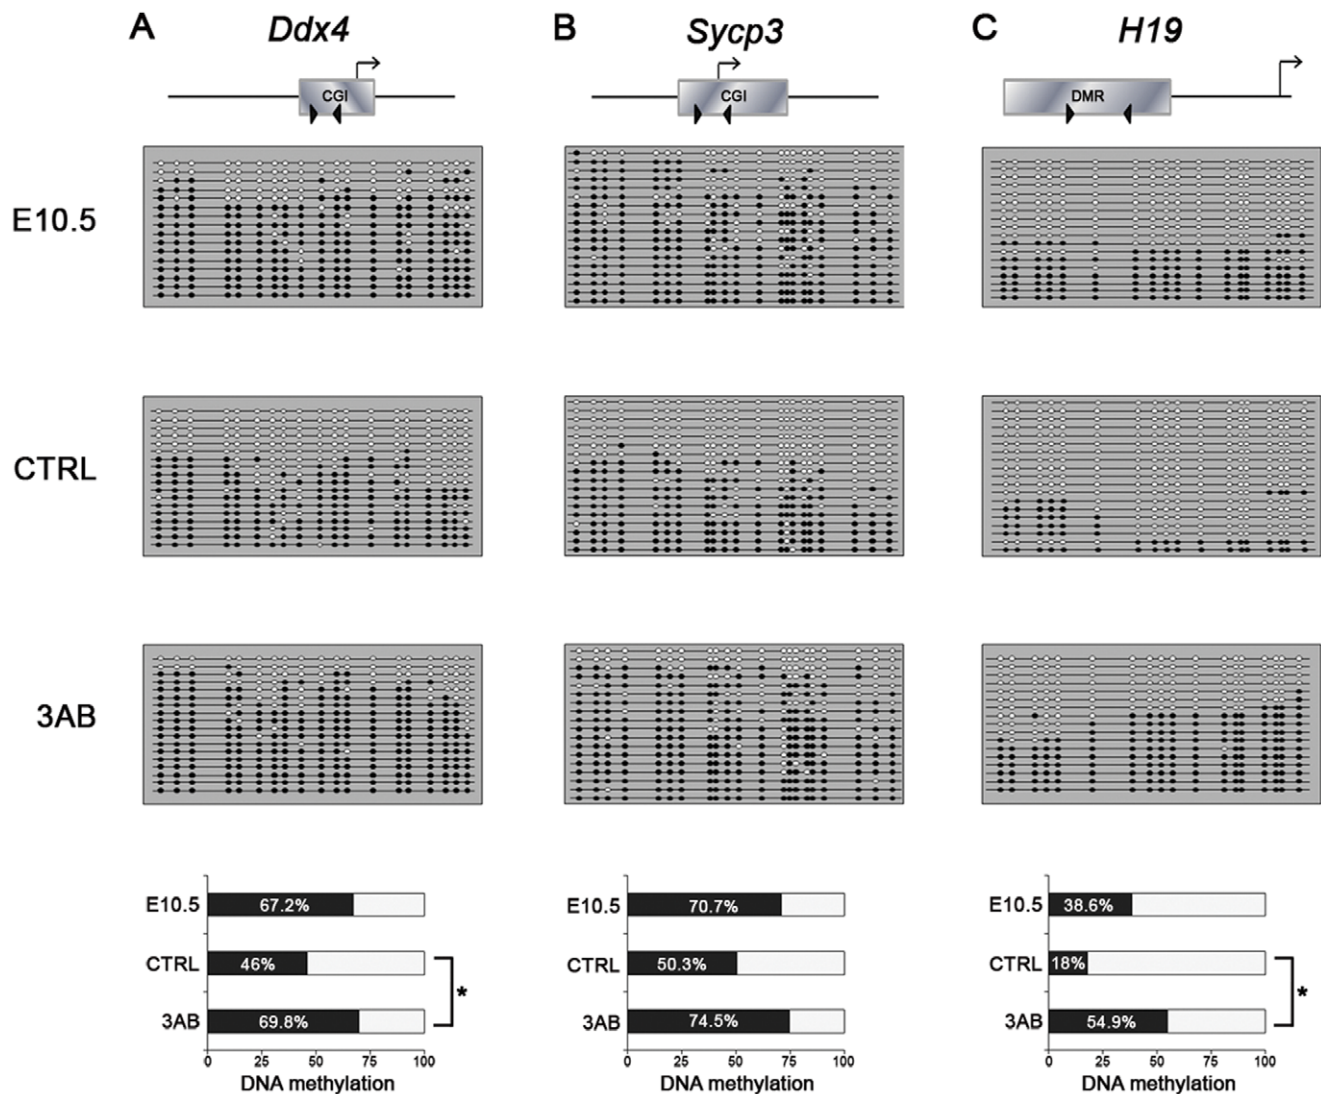 A Ddx4
B Sycp3
C H19
CGI
CGI
DMR
E10.5
CTRL
3AB
E10.5 67.2%
CTRL 46%
3AB 69.8%
*
0 25 50 75 100
DNA methylation
E10.5 70.7%
CTRL 50.3%
3AB 74.5%
0 25 50 75 100
DNA methylation
E10.5 38.6%
CTRL 18%
3AB 54.9%
*
0 25 50 75 100
DNA methylation